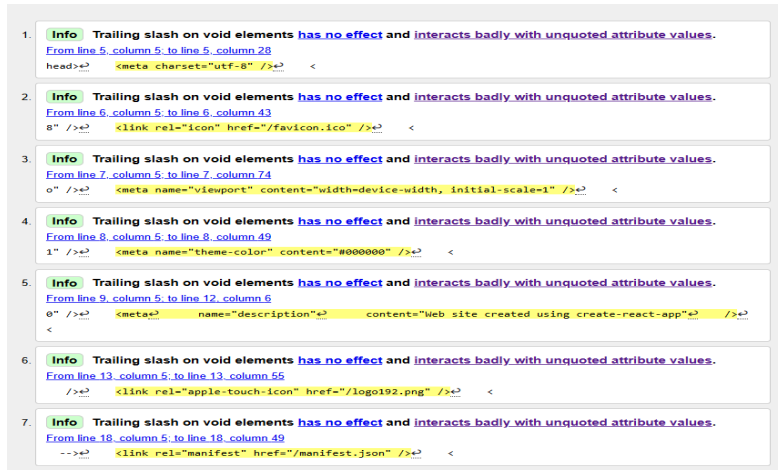 1. Info Trailing slash on void elements has no effect and interacts badly with unquoted attribute values.
From line 5, column 5; to line 5, column 28
head>↩    <meta charset="utf-8" />↩    <
2. Info Trailing slash on void elements has no effect and interacts badly with unquoted attribute values.
From line 6, column 5; to line 6, column 43
8" />↩    <link rel="icon" href="/favicon.ico" />↩    <
3. Info Trailing slash on void elements has no effect and interacts badly with unquoted attribute values.
From line 7, column 5; to line 7, column 74
o" />↩    <meta name="viewport" content="width=device-width, initial-scale=1" />↩    <
4. Info Trailing slash on void elements has no effect and interacts badly with unquoted attribute values.
From line 8, column 5; to line 8, column 49
1" />↩    <meta name="theme-color" content="#000000" />↩    <
5. Info Trailing slash on void elements has no effect and interacts badly with unquoted attribute values.
From line 9, column 5; to line 12, column 6
0" />↩    <meta↩      name="description"↩      content="Web site created using create-react-app"↩    />↩
<
6. Info Trailing slash on void elements has no effect and interacts badly with unquoted attribute values.
From line 13, column 5; to line 13, column 55
/>↩    <link rel="apple-touch-icon" href="/logo192.png" />↩    <
7. Info Trailing slash on void elements has no effect and interacts badly with unquoted attribute values.
From line 18, column 5; to line 18, column 49
-->↩    <link rel="manifest" href="/manifest.json" />↩    <